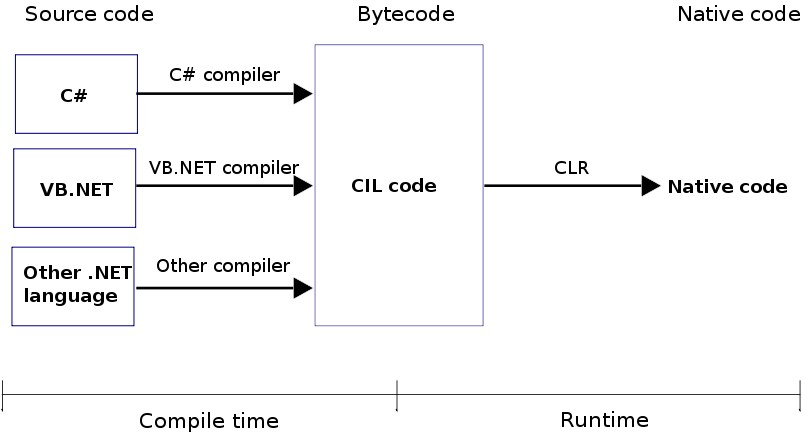 Source code
Bytecode
Native code
C#
C# compiler
VB.NET
VB.NET compiler
CIL code
CLR
Native code
Other .NET
language
Other compiler
Compile time
Runtime